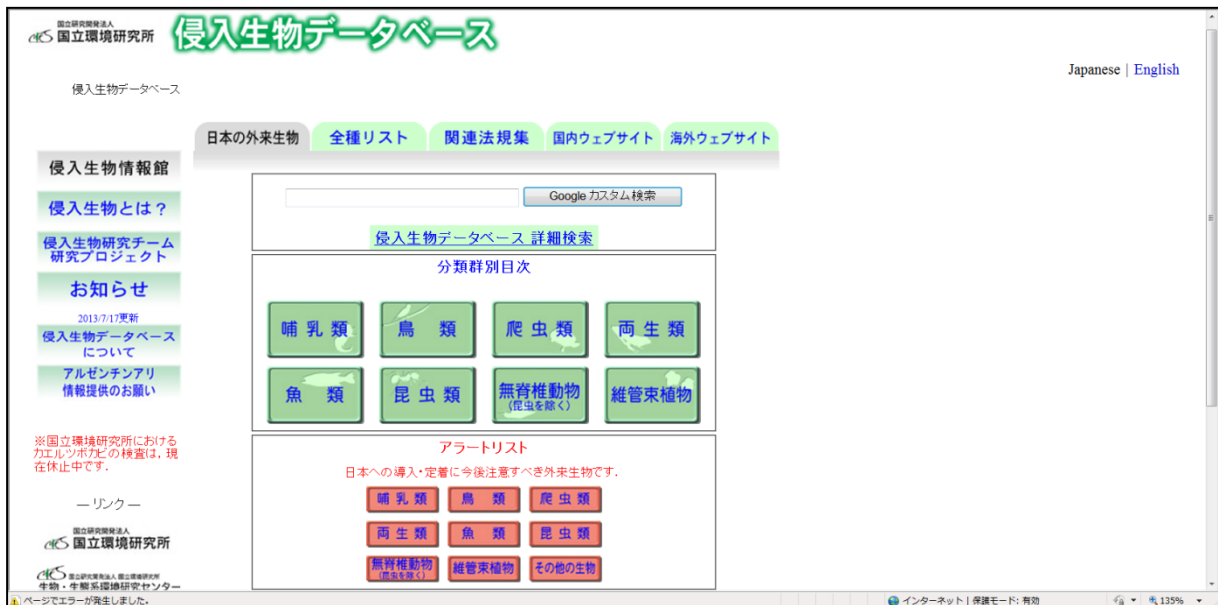 国立研究開発法人
国立環境研究所
侵入生物データベース
Japanese | English
侵入生物データベース
日本の外来生物
全種リスト
関連法規集
国内ウェブサイト
海外ウェブサイト
侵入生物情報館
侵入生物とは?
侵入生物研究チーム
研究プロジェクト
お知らせ
2013/7/17更新
侵入生物データベース
について
アルゼンチンアリ
情報提供のお願い
※国立環境研究所における
カエルツボカビの検査は,現
在休止中です.
―リンク―
国立研究開発法人
国立環境研究所
国立研究開発法人 国立環境研究所
生物・生態系環境研究センター
Google カスタム検索
侵入生物データベース 詳細検索
分類群別目次
哺乳類
鳥 類
爬虫類
両生類
魚 類
昆虫類
無脊椎動物
(昆虫を除く)
維管束植物
アラートリスト
日本への導入・定着に今後注意すべき外来生物です.
哺乳類
鳥 類
爬虫類
両生類
魚 類
昆虫類
無脊椎動物
(昆虫を除く)
維管束植物
その他の生物
ページでエラーが発生しました。
インターネット | 保護モード: 有効
135%